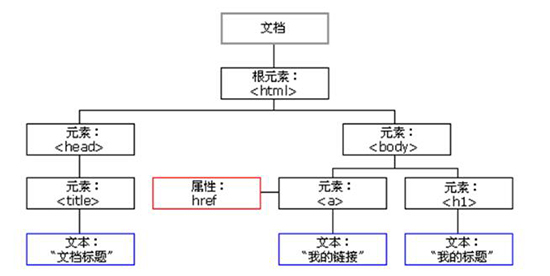 文档
根元素：
<html>
元素：
<head>
元素：
<body>
元素：
<title>
属性：
href
元素：
<a>
元素：
<h1>
文本：
“文档标题”
文本：
“我的链接”
文本：
“我的标题”